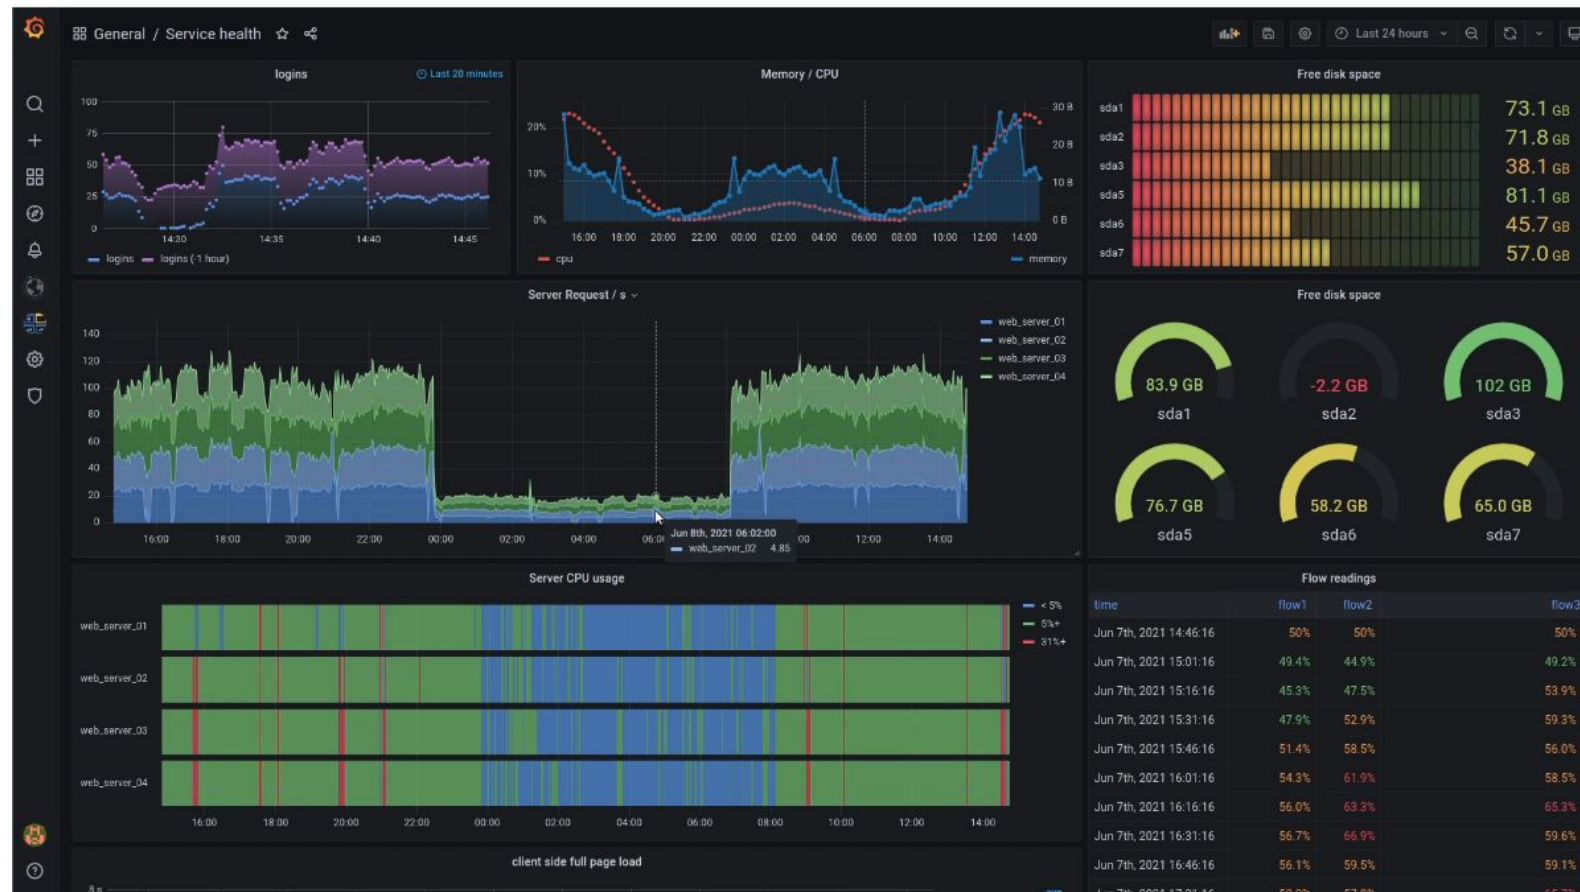 General / Service health
Last 24 hours
logins
Last 20 minutes
100
75
50
25
0
14:30
14:35
14:40
14:45
logins
logins (-1 hour)
Memory / CPU
20%
10%
0%
30 B
20 B
10 B
0 B
16:00 18:00 20:00 22:00 00:00 02:00 04:00 06:00 08:00 10:00 12:00 14:00
cpu
memory
Free disk space
sda1 73.1 GB
sda2 71.8 GB
sda3 38.1 GB
sda5 81.1 GB
sda6 45.7 GB
sda7 57.0 GB
Server Request / s
140
120
100
80
60
40
20
0
16:00 18:00 20:00 22:00 00:00 02:00 04:00 12:00 14:00
web_server_01
web_server_02
web_server_03
web_server_04
Jun 8th, 2021 06:02:00
web_server_02 4.85
Free disk space
83.9 GB -2.2 GB 102 GB
sda1 sda2 sda3
76.7 GB 58.2 GB 65.0 GB
sda5 sda6 sda7
Server CPU usage
web_server_01
web_server_02
web_server_03
web_server_04
< 5%
5%+
31%+
16:00 18:00 20:00 22:00 00:00 02:00 04:00 06:00 08:00 10:00 12:00 14:00
Flow readings
time flow1 flow2 flow3
Jun 7th, 2021 14:46:16 50% 50% 50%
Jun 7th, 2021 15:01:16 49.4% 44.9% 49.2%
Jun 7th, 2021 15:16:16 45.3% 47.5% 53.9%
Jun 7th, 2021 15:31:16 47.9% 52.9% 59.3%
Jun 7th, 2021 15:46:16 51.4% 58.5% 56.0%
Jun 7th, 2021 16:01:16 54.3% 61.9% 58.5%
Jun 7th, 2021 16:16:16 56.0% 63.3% 65.3%
Jun 7th, 2021 16:31:16 56.7% 66.9% 59.6%
Jun 7th, 2021 16:46:16 56.1% 59.5% 59.1%
client side full page load
8 s